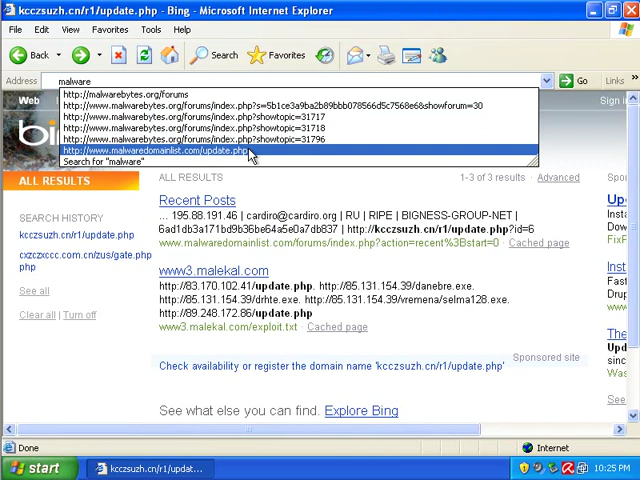 kcczsuzh.cn/r1/update.php - Bing - Microsoft Internet Explorer
File Edit View Favorites Tools Help
Back Search Favorites
Address malware Go Links
http://malwarebytes.org/forums
http://www.malwarebytes.org/forums/index.php?s=5b1ce3a9ba2b89bbb078566d5c7568e68&showforum=30
http://www.malwarebytes.org/forums/index.php?showtopic=31717
http://www.malwarebytes.org/forums/index.php?showtopic=31718
http://www.malwarebytes.org/forums/index.php?showtopic=31796
http://www.malwaredomainlist.com/update.php
Search for "malware"
Web
Sign in
ALL RESULTS
ALL RESULTS 1-3 of 3 results Advanced
SEARCH HISTORY
kcczsuzh.cn/r1/update.php
cxzczxccc.com.cn/zus/gate.php
php
See all
Clear all | Turn off
Recent Posts
... 195.88.191.46 | cardiro@cardiro.org | RU | RIPE | BIGNESS-GROUP-NET |
6ad1db3a171bd9b36be64a5a0f7db837 | http://kcczsuzh.cn/r1/update.php?id=6
www.malwaredomainlist.com/forums/index.php?action=recent%3Bstart=0 · Cached page
www3.malekal.com
http://83.170.102.41/update.php. http://85.131.154.39/danebre.exe.
http://85.131.154.39/drhte.exe. http://85.131.154.39/vremena/selma128.exe.
http://89.248.172.86/update.php
www3.malekal.com/exploit.txt · Cached page
Sponsored site
Check availability or register the domain name 'kcczsuzh.cn/r1/update.php'
See what else you can find. Explore Bing
Done Internet
start kcczsuzh.cn/r1/updat... 10:25 PM